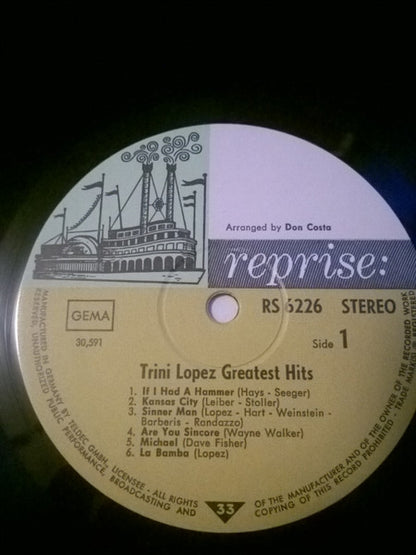 Arranged by Don Costa
reprise:
GEMA
30,591
RS 6226 STEREO
Side 1
Trini Lopez Greatest Hits
1. If I Had A Hammer (Hays - Seeger)
2. Kansas City (Leiber - Stoller)
3. Sinner Man (Lopez - Hart - Weinstein -
Barberis - Randazzo)
4. Are You Sincere (Wayne Walker)
5. Michael (Dave Fisher)
6. La Bamba (Lopez)
33
MANUFACTURED IN GERMANY BY TELDEC GMBH, LICENSEE - ALL RIGHTS OF THE MANUFACTURER AND OF THE OWNER OF THE RECORDED WORK
RESERVED. UNAUTHORIZED PUBLIC PERFORMANCE, BROADCASTING AND COPYING OF THIS RECORD PROHIBITED - TRADE MARK